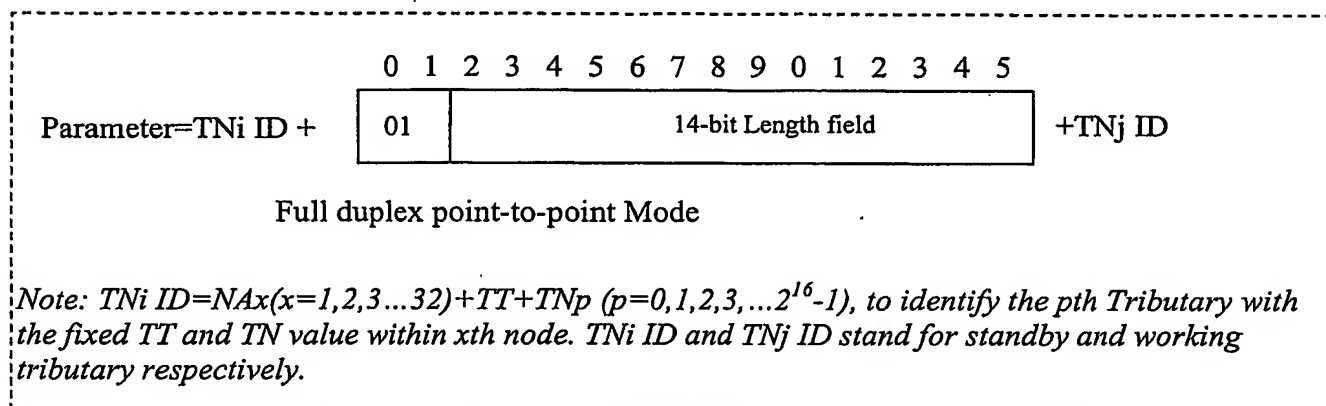 0 1 2 3 4 5 6 7 8 9 0 1 2 3 4 5
Parameter=TNi ID + 01 14-bit Length field +TNj ID
Full duplex point-to-point Mode
Note: TNi ID=NAx(x=1,2,3...32)+TT+TNp (p=0,1,2,3,...2^16-1), to identify the pth Tributary with
the fixed TT and TN value within xth node. TNi ID and TNj ID stand for standby and working
tributary respectively.